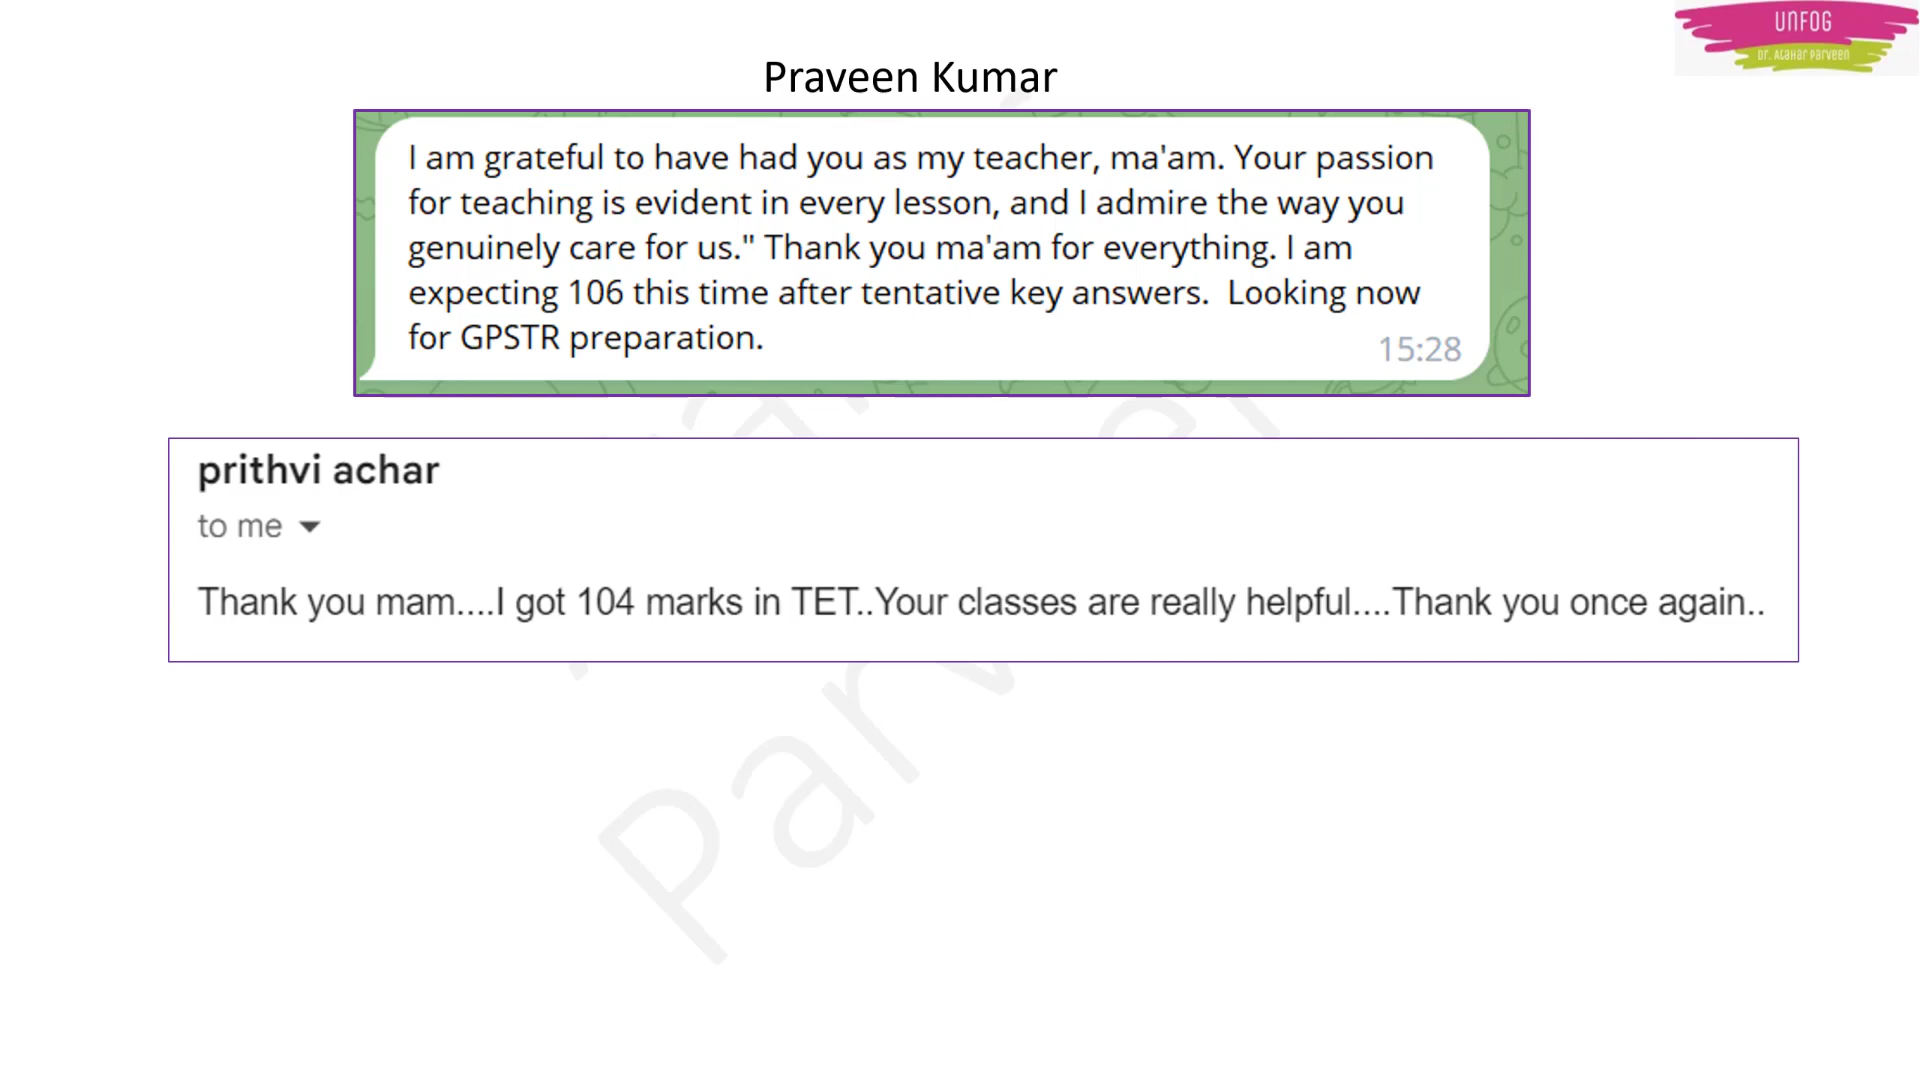 UNFOG
Dr. Atahar Parveen
Praveen Kumar
I am grateful to have had you as my teacher, ma'am. Your passion
for teaching is evident in every lesson, and I admire the way you
genuinely care for us." Thank you ma'am for everything. I am
expecting 106 this time after tentative key answers.  Looking now
for GPSTR preparation.
15:28
prithvi achar
to me
Thank you mam....I got 104 marks in TET..Your classes are really helpful....Thank you once again..